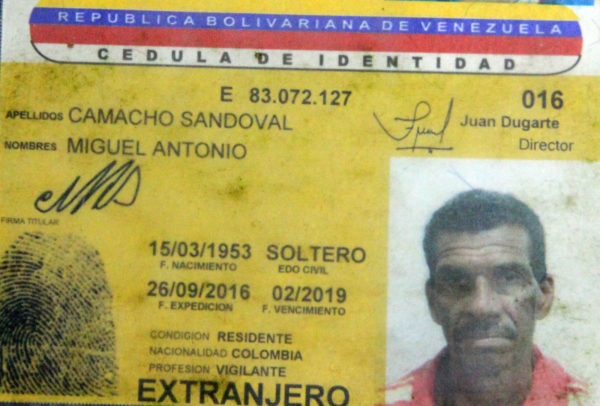 REPUBLICA BOLIVARIANA DE VENEZUELA
CEDULA DE IDENTIDAD
E 83.072.127 016
APELLIDOS CAMACHO SANDOVAL
Juan Dugarte
Director
NOMBRES MIGUEL ANTONIO
FIRMA TITULAR
15/03/1953 SOLTERO
F. NACIMIENTO EDO CIVIL
26/09/2016 02/2019
F. EXPEDICION F. VENCIMIENTO
CONDICION RESIDENTE
NACIONALIDAD COLOMBIA
PROFESION VIGILANTE
EXTRANJERO